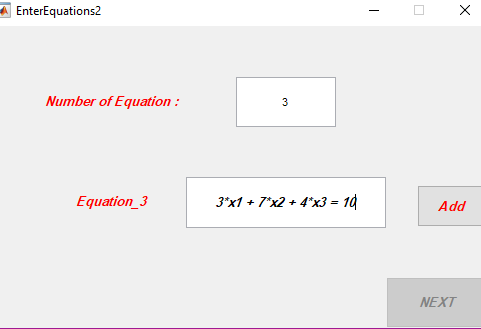 EnterEquations2
Number of Equation :
3
Equation_3
3*x1 + 7*x2 + 4*x3 = 10
Add
NEXT